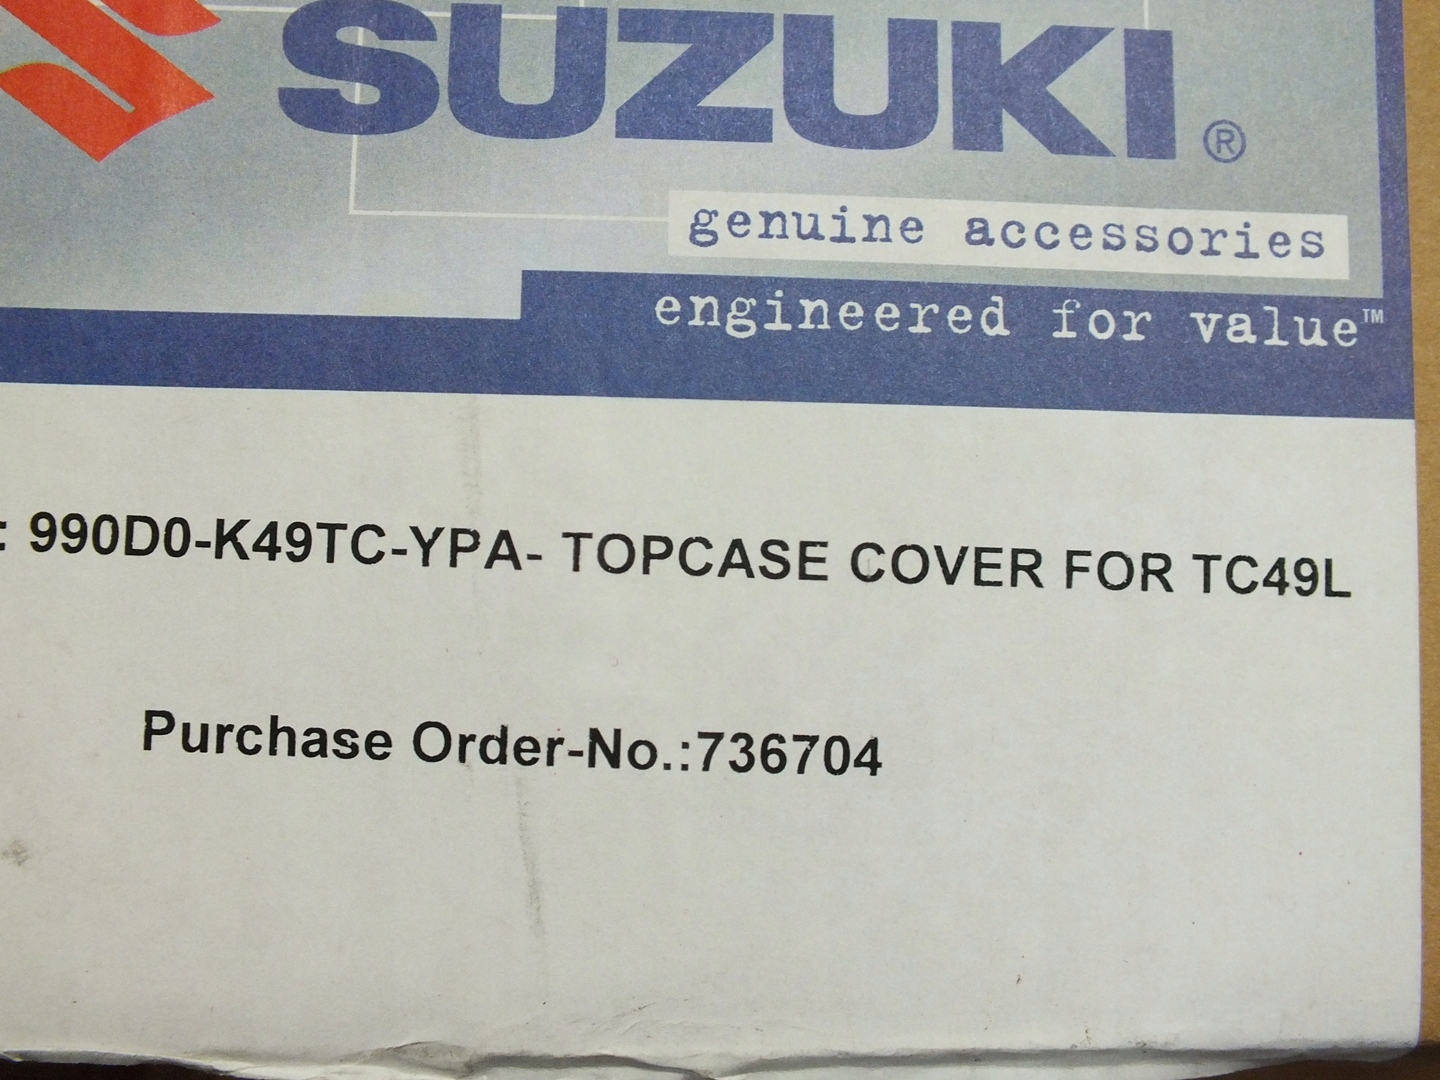 SUZUKI®
genuine accessories
engineered for value™
: 990D0-K49TC-YPA- TOPCASE COVER FOR TC49L
Purchase Order-No.:736704